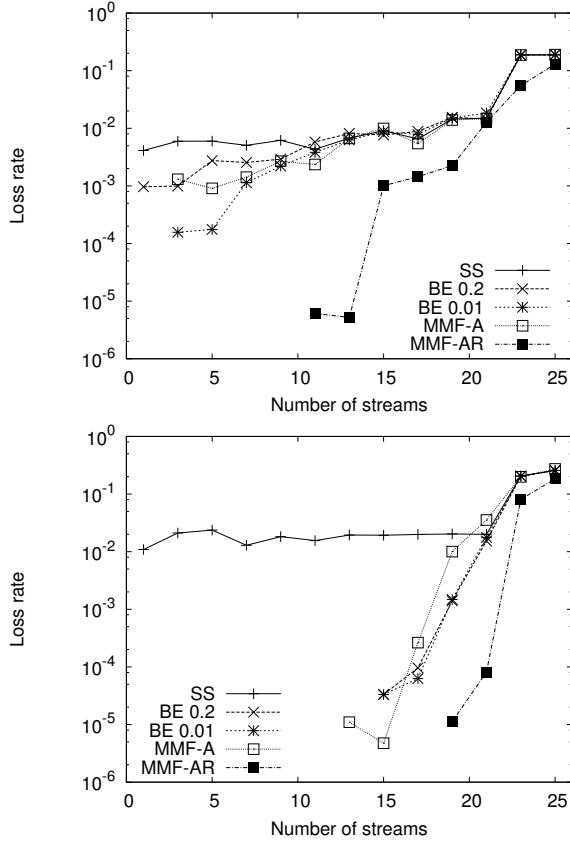 10^0
10^-1
10^-2
10^-3
10^-4
10^-5
10^-6
Loss rate
SS
BE 0.2
BE 0.01
MMF-A
MMF-AR
0 5 10 15 20 25
Number of streams
10^0
10^-1
10^-2
10^-3
10^-4
10^-5
10^-6
Loss rate
SS
BE 0.2
BE 0.01
MMF-A
MMF-AR
0 5 10 15 20 25
Number of streams